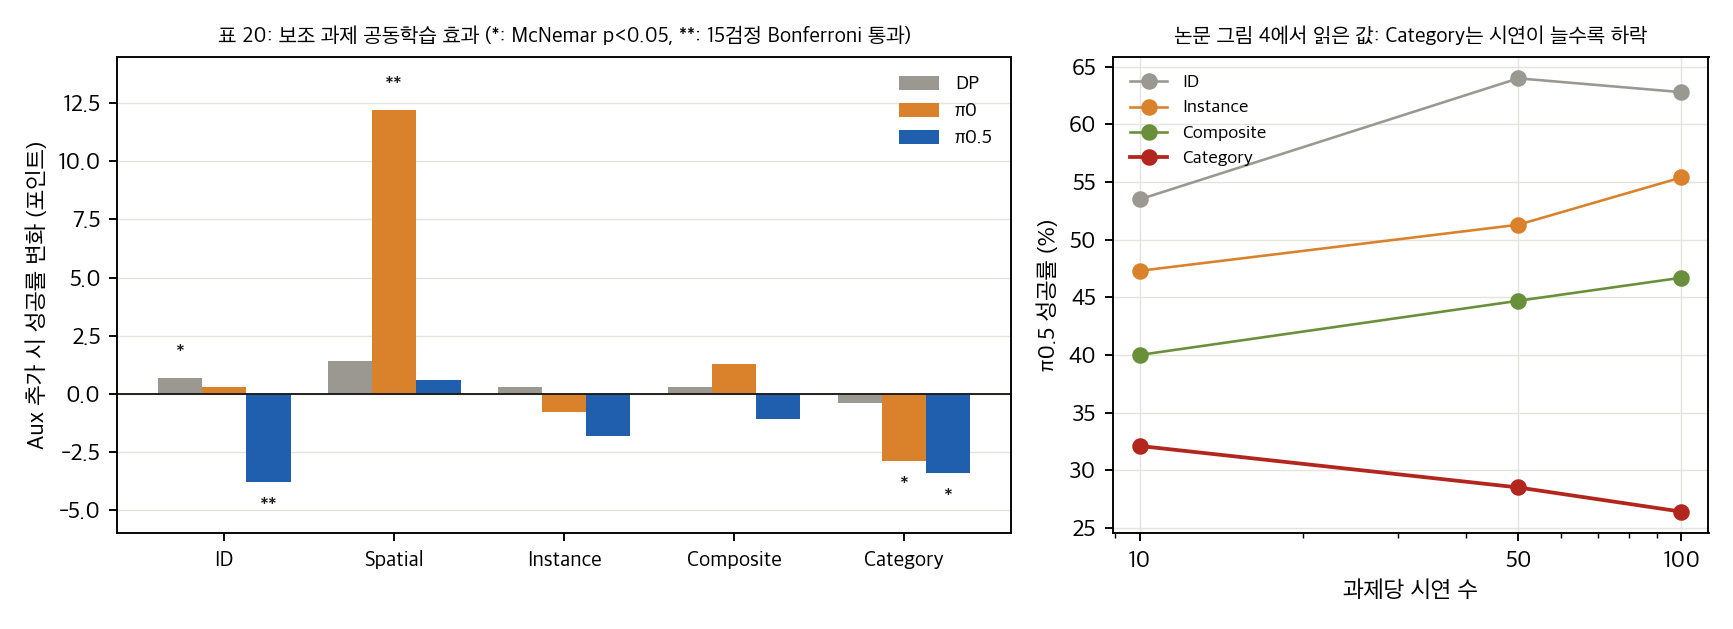 표 20: 보조 과제 공동학습 효과 (*: McNemar p<0.05, **: 15검정 Bonferroni 통과)
Aux 추가 시 성공률 변화 (포인트)
12.5
10.0
7.5
5.0
2.5
0.0
−2.5
−5.0
*
**
**
*
*
DP
π0
π0.5
ID
Spatial
Instance
Composite
Category
논문 그림 4에서 읽은 값: Category는 시연이 늘수록 하락
π0.5 성공률 (%)
65
60
55
50
45
40
35
30
25
ID
Instance
Composite
Category
10
50
100
과제당 시연 수